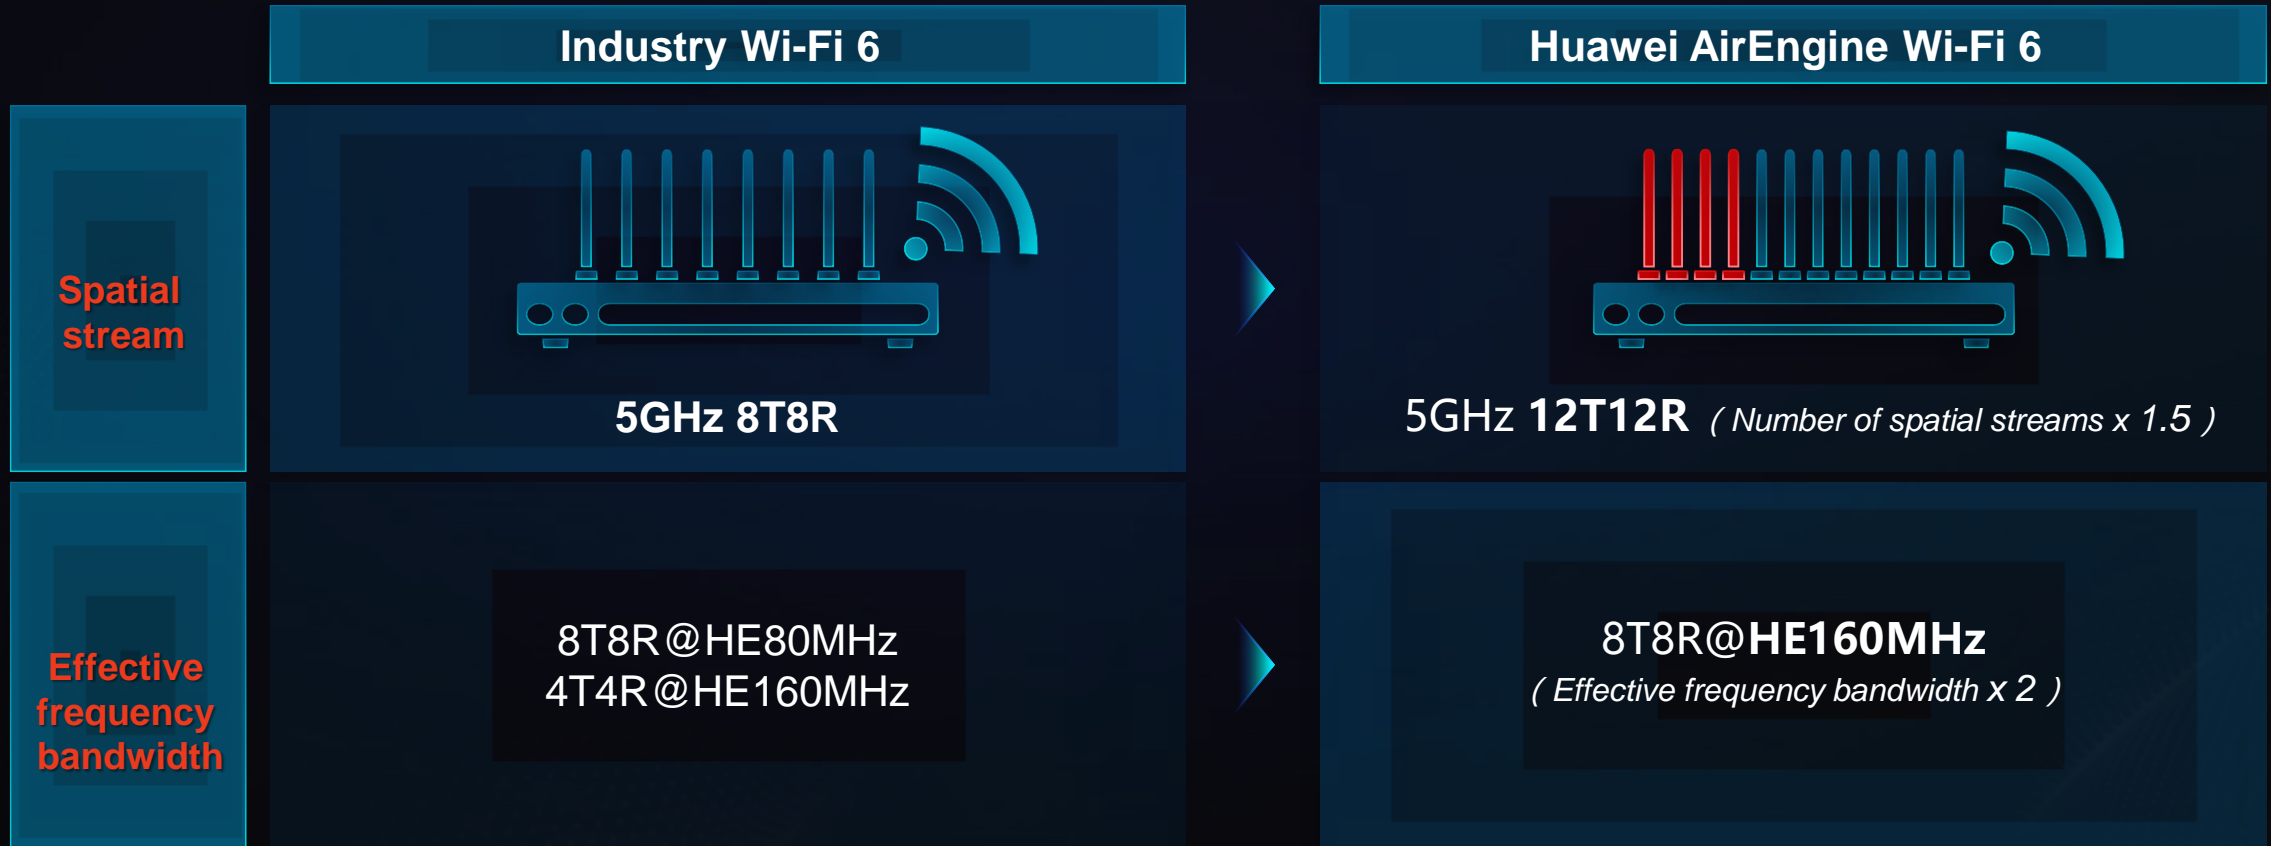 Industry Wi-Fi 6
Huawei AirEngine Wi-Fi 6
Spatial
stream
5GHz 8T8R
5GHz 12T12R ( Number of spatial streams x 1.5 )
Effective
frequency
bandwidth
8T8R@HE80MHz
4T4R@HE160MHz
8T8R@HE160MHz
( Effective frequency bandwidth x 2 )